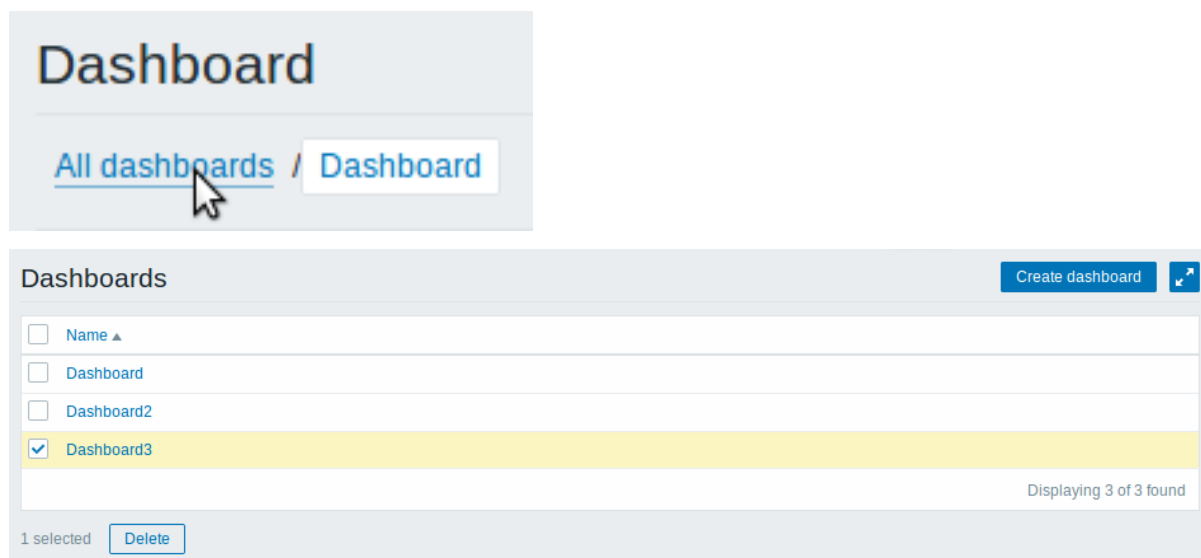 Dashboard
All dashboards / Dashboard
Dashboards Create dashboard
Name
Dashboard
Dashboard2
Dashboard3
Displaying 3 of 3 found
1 selected Delete